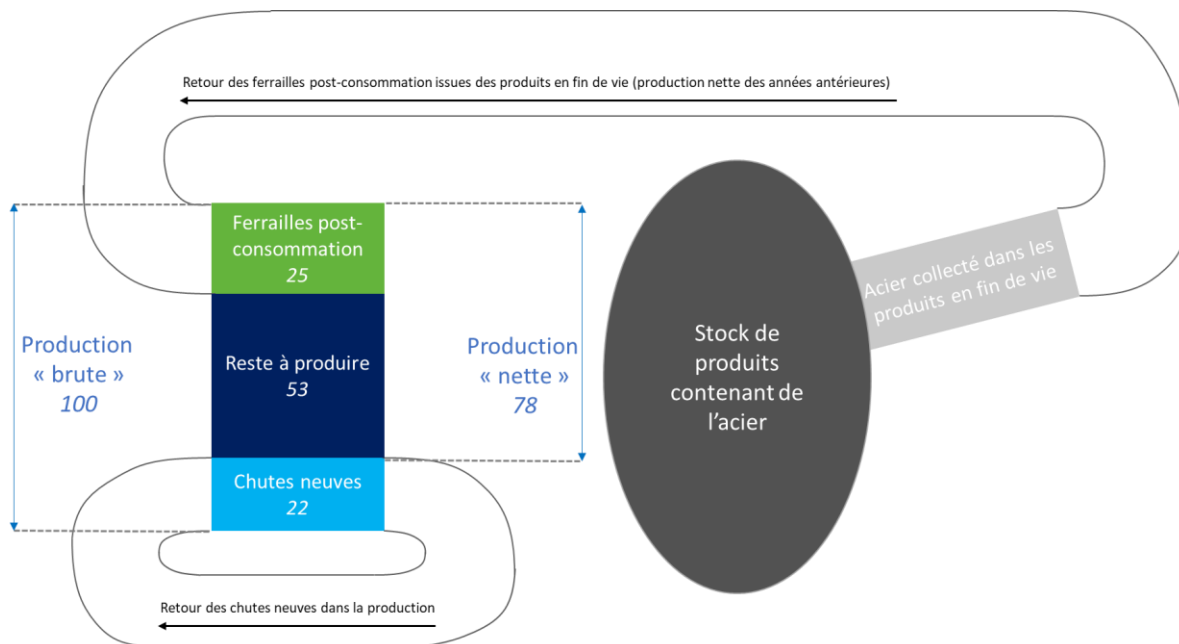 Retour des ferrailles post-consommation issues des produits en fin de vie (production nette des années antérieures)
Ferrailles post-
consommation
25
Acier collecté dans les
produits en fin de vie
Production
« brute »
100
Reste à produire
53
Production
« nette »
78
Stock de
produits
contenant de
l’acier
Chutes neuves
22
Retour des chutes neuves dans la production